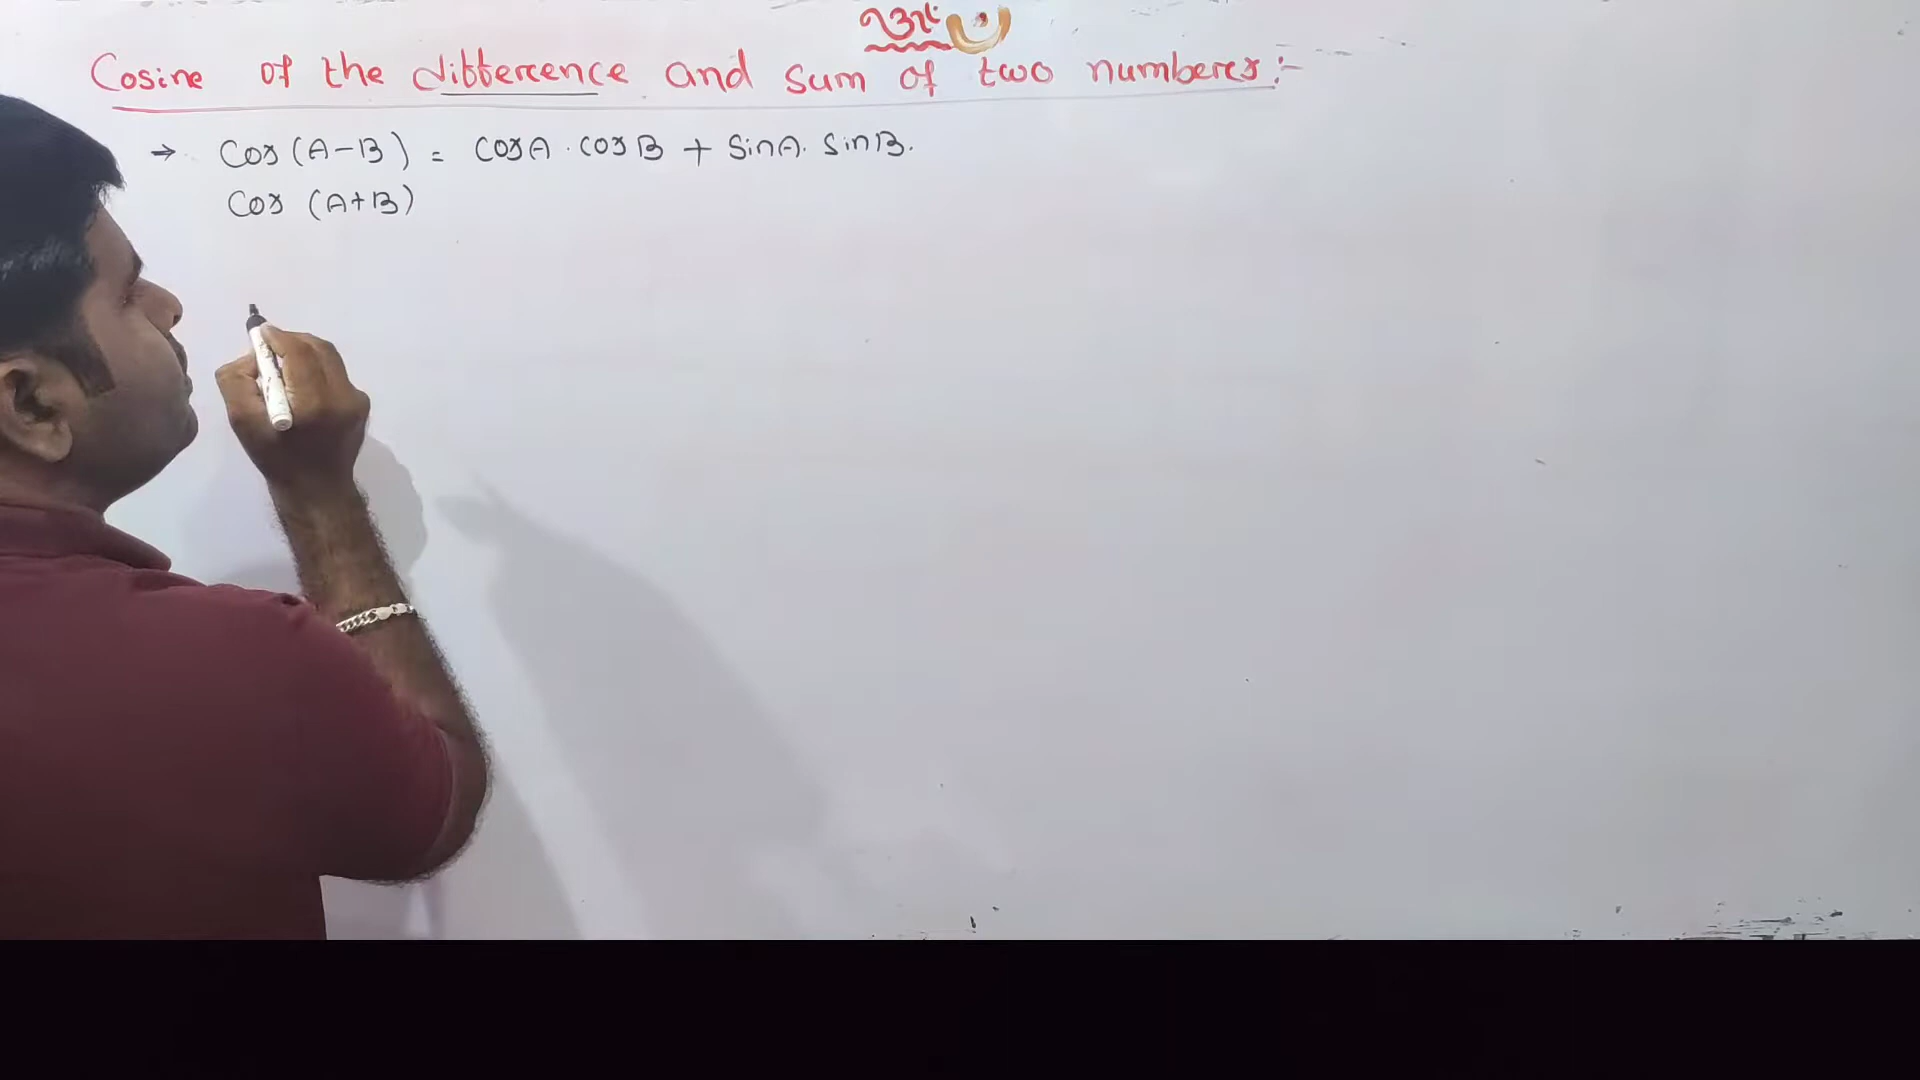 Cosine of the difference and sum of two numbers :-
→ Cos (A-B) = cosA . cosB + SinA. SinB.
Cos (A+B)